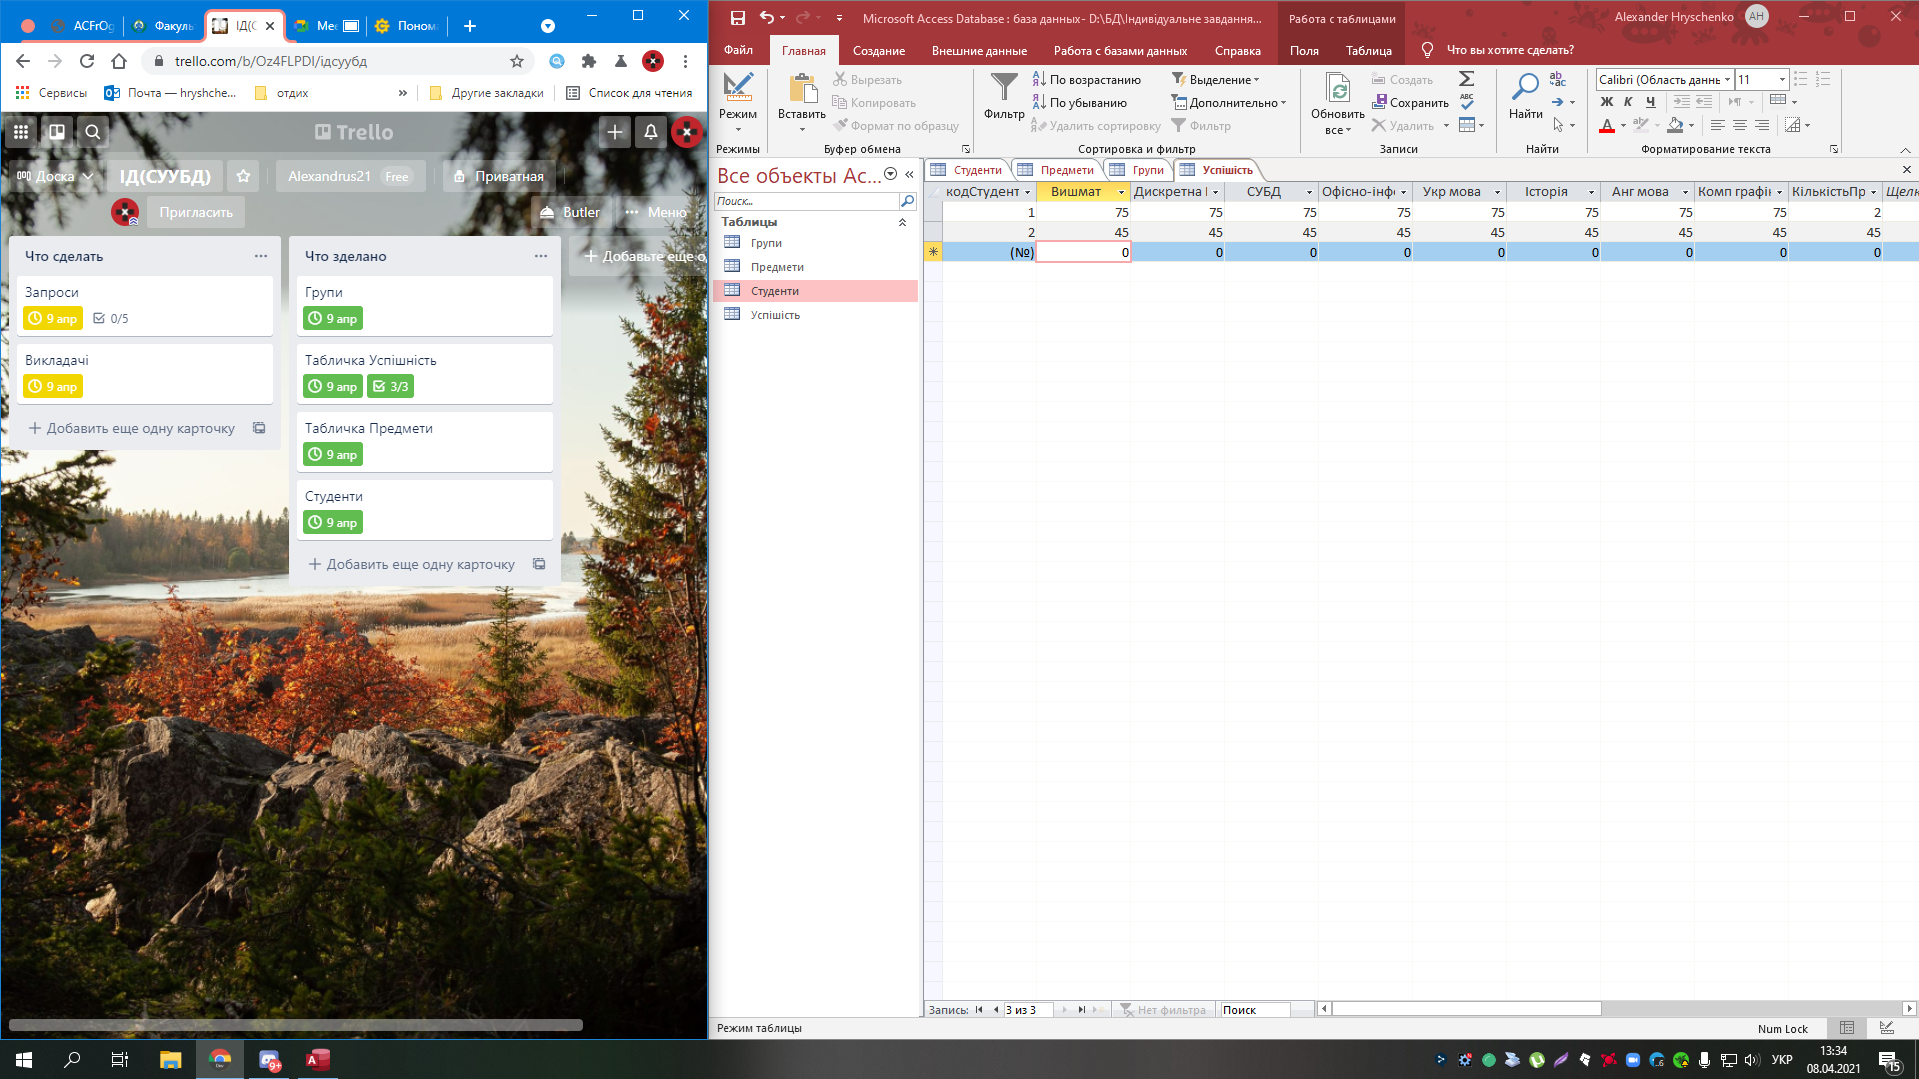 ACFrOg
Факуль
ІД(С
Mee
Поном
trello.com/b/Oz4FLPDI/ідсуубд
Сервисы
Почта — hryshche...
отдих
»
Другие закладки
Список для чтения
Trello
Доска
ІД(СУУБД)
Alexandrus21 Free
Приватная
Пригласить
Butler
Меню
Что сделать
Запроси
9 апр
0/5
Викладачі
9 апр
Добавить еще одну карточку
Что зделано
Групи
9 апр
Табличка Успішність
9 апр
3/3
Табличка Предмети
9 апр
Студенти
9 апр
Добавить еще одну карточку
Добавьте еще о
Microsoft Access Database : база данных- D:\БД\Індивідуальне завдання...
Работа с таблицами
Alexander Hryschenko
AH
Файл
Главная
Создание
Внешние данные
Работа с базами данных
Справка
Поля
Таблица
Что вы хотите сделать?
Режим
Режимы
Вставить
Вырезать
Копировать
Формат по образцу
Буфер обмена
Фильтр
По возрастанию
По убыванию
Удалить сортировку
Выделение
Дополнительно
Фильтр
Сортировка и фильтр
Обновить
все
Создать
Сохранить
Удалить
Записи
Найти
Найти
Calibri (Область даннь
11
Ж К Ч
Форматирование текста
Все объекты Ac...
Поиск...
Таблицы
Групи
Предмети
Студенти
Успішість
Студенти
Предмети
Групи
Успішість
кодСтудент Вишмат Дискретна СУБД Офісно-інфо Укр мова Історія Анг мова Комп графік КількістьПр Щелк
1 75 75 75 75 75 75 75 75 2
2 45 45 45 45 45 45 45 45 45
(№) 0 0 0 0 0 0 0 0 0
Запись: 3 из 3 Нет фильтра Поиск
Режим таблицы
Num Lock
9+
УКР
13:34
08.04.2021
15